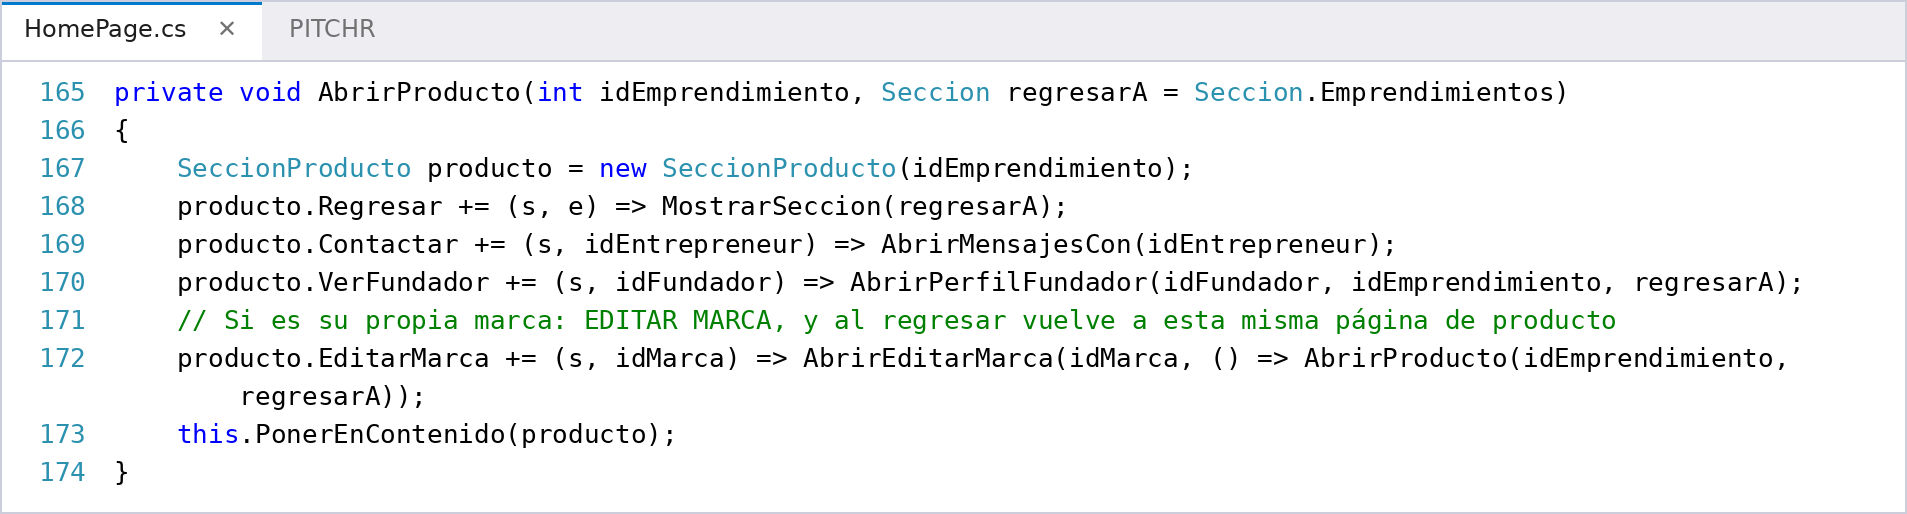 HomePage.cs ✕ PITCHR
165 private void AbrirProducto(int idEmprendimiento, Seccion regresarA = Seccion.Emprendimientos)
166 {
167     SeccionProducto producto = new SeccionProducto(idEmprendimiento);
168     producto.Regresar += (s, e) => MostrarSeccion(regresarA);
169     producto.Contactar += (s, idEntrepreneur) => AbrirMensajesCon(idEntrepreneur);
170     producto.VerFundador += (s, idFundador) => AbrirPerfilFundador(idFundador, idEmprendimiento, regresarA);
171     // Si es su propia marca: EDITAR MARCA, y al regresar vuelve a esta misma página de producto
172     producto.EditarMarca += (s, idMarca) => AbrirEditarMarca(idMarca, () => AbrirProducto(idEmprendimiento,
            regresarA));
173     this.PonerEnContenido(producto);
174 }